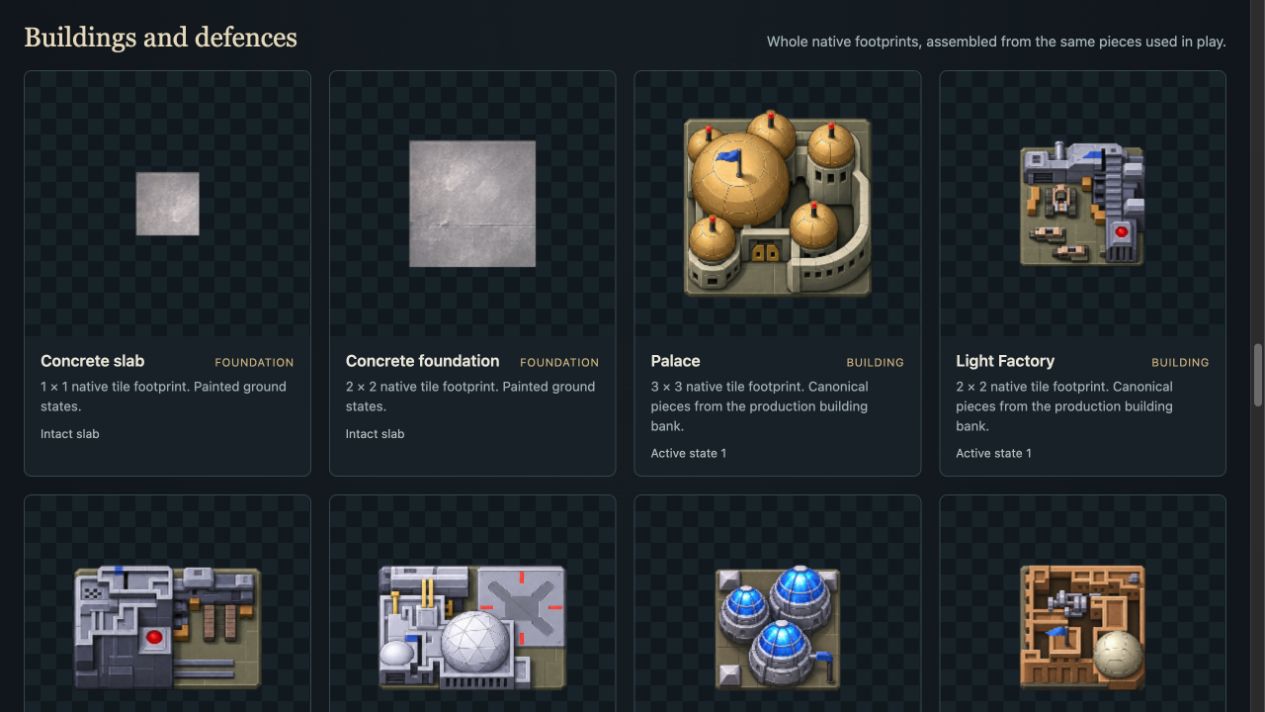 Buildings and defences
Whole native footprints, assembled from the same pieces used in play.
Concrete slab
FOUNDATION
1 × 1 native tile footprint. Painted ground
states.
Intact slab
Concrete foundation
FOUNDATION
2 × 2 native tile footprint. Painted ground
states.
Intact slab
Palace
BUILDING
3 × 3 native tile footprint. Canonical
pieces from the production building
bank.
Active state 1
Light Factory
BUILDING
2 × 2 native tile footprint. Canonical
pieces from the production building
bank.
Active state 1